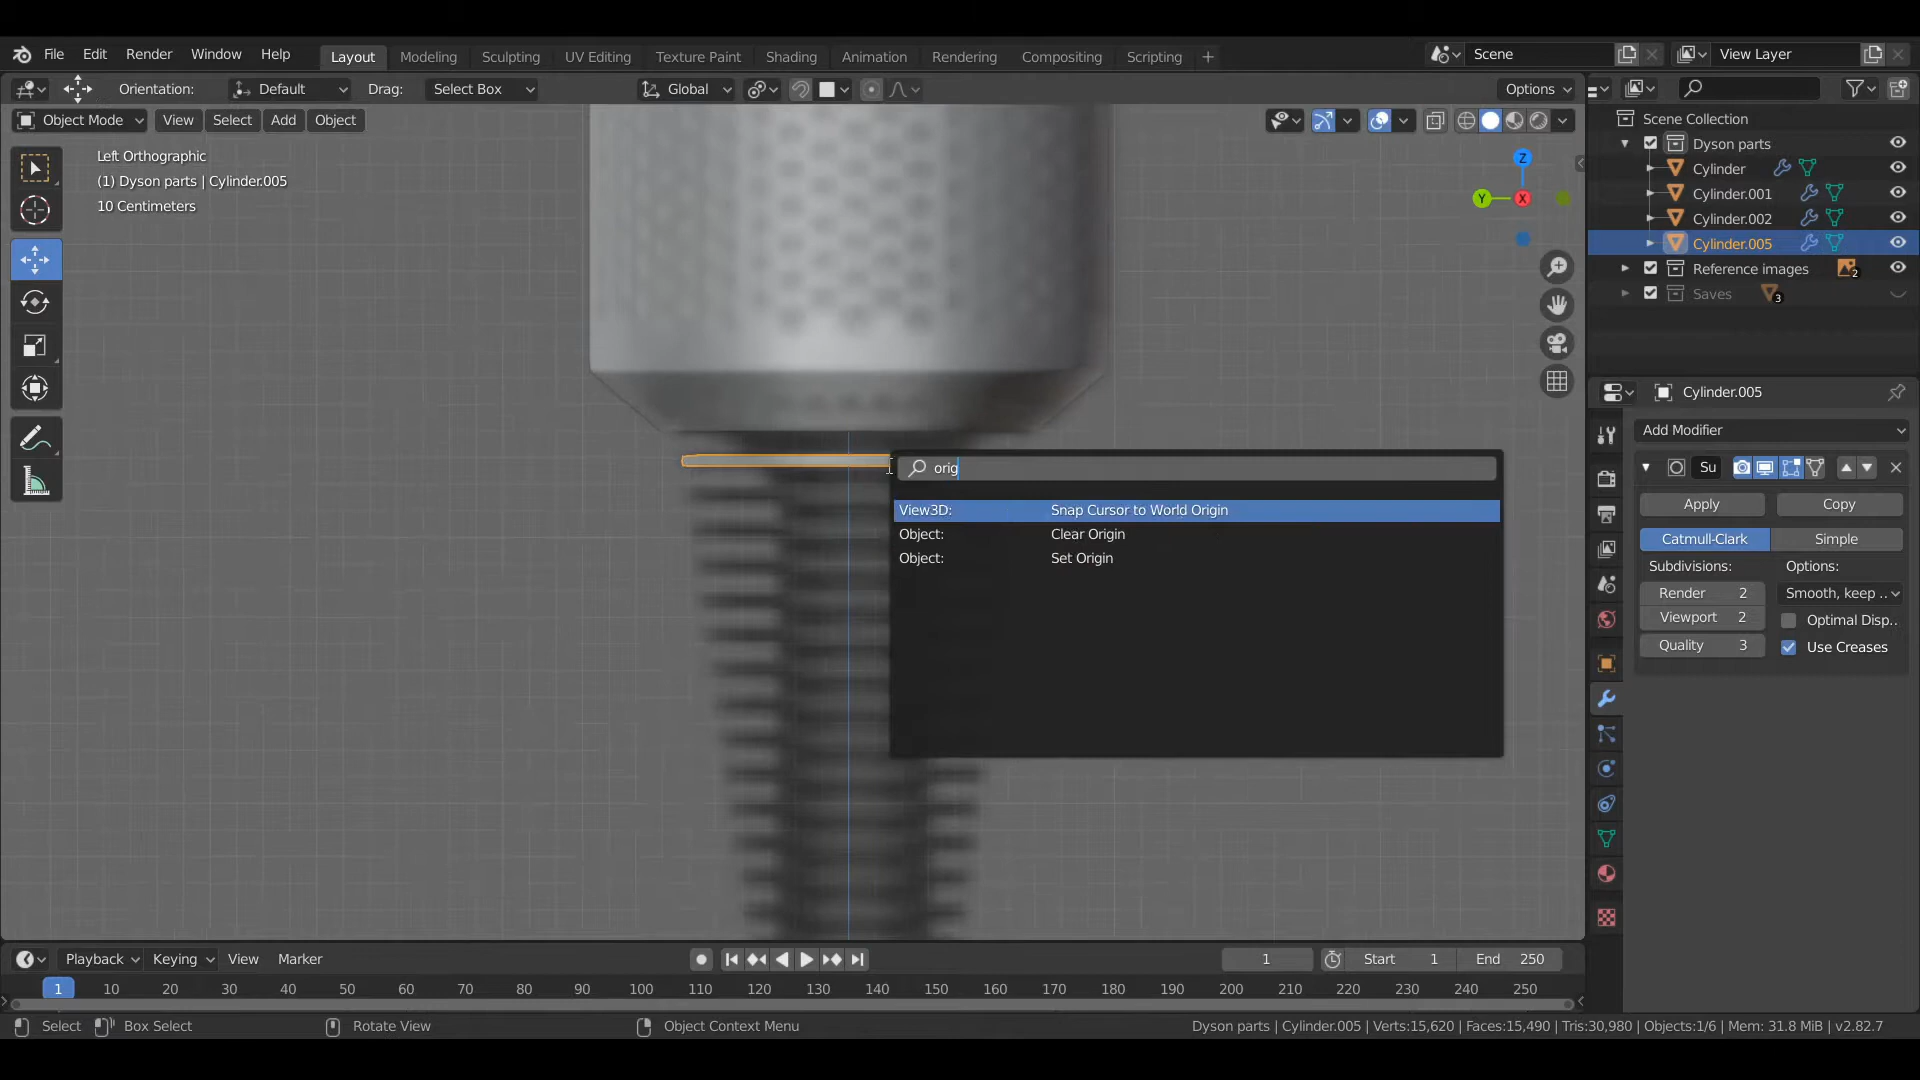 File Edit Render Window Help Layout Modeling Sculpting UV Editing Texture Paint Shading Animation Rendering Compositing Scripting + Scene View Layer
Orientation: Default Drag: Select Box Global Options
Object Mode View Select Add Object
Left Orthographic
(1) Dyson parts | Cylinder.005
10 Centimeters
Z
Y
X
Scene Collection
Dyson parts
Cylinder
Cylinder.001
Cylinder.002
Cylinder.005
Reference images 2
Saves 3
Cylinder.005
Add Modifier
Su
Apply Copy
Catmull-Clark Simple
Subdivisions: Options:
Render 2 Smooth, keep ..
Viewport 2 Optimal Disp..
Quality 3 Use Creases
orig
View3D: Snap Cursor to World Origin
Object: Clear Origin
Object: Set Origin
Playback Keying View Marker 1 Start 1 End 250
1 10 20 30 40 50 60 70 80 90 100 110 120 130 140 150 160 170 180 190 200 210 220 230 240 250
Select Box Select Rotate View Object Context Menu Dyson parts | Cylinder.005 | Verts:15,620 | Faces:15,490 | Tris:30,980 | Objects:1/6 | Mem: 31.8 MiB | v2.82.7